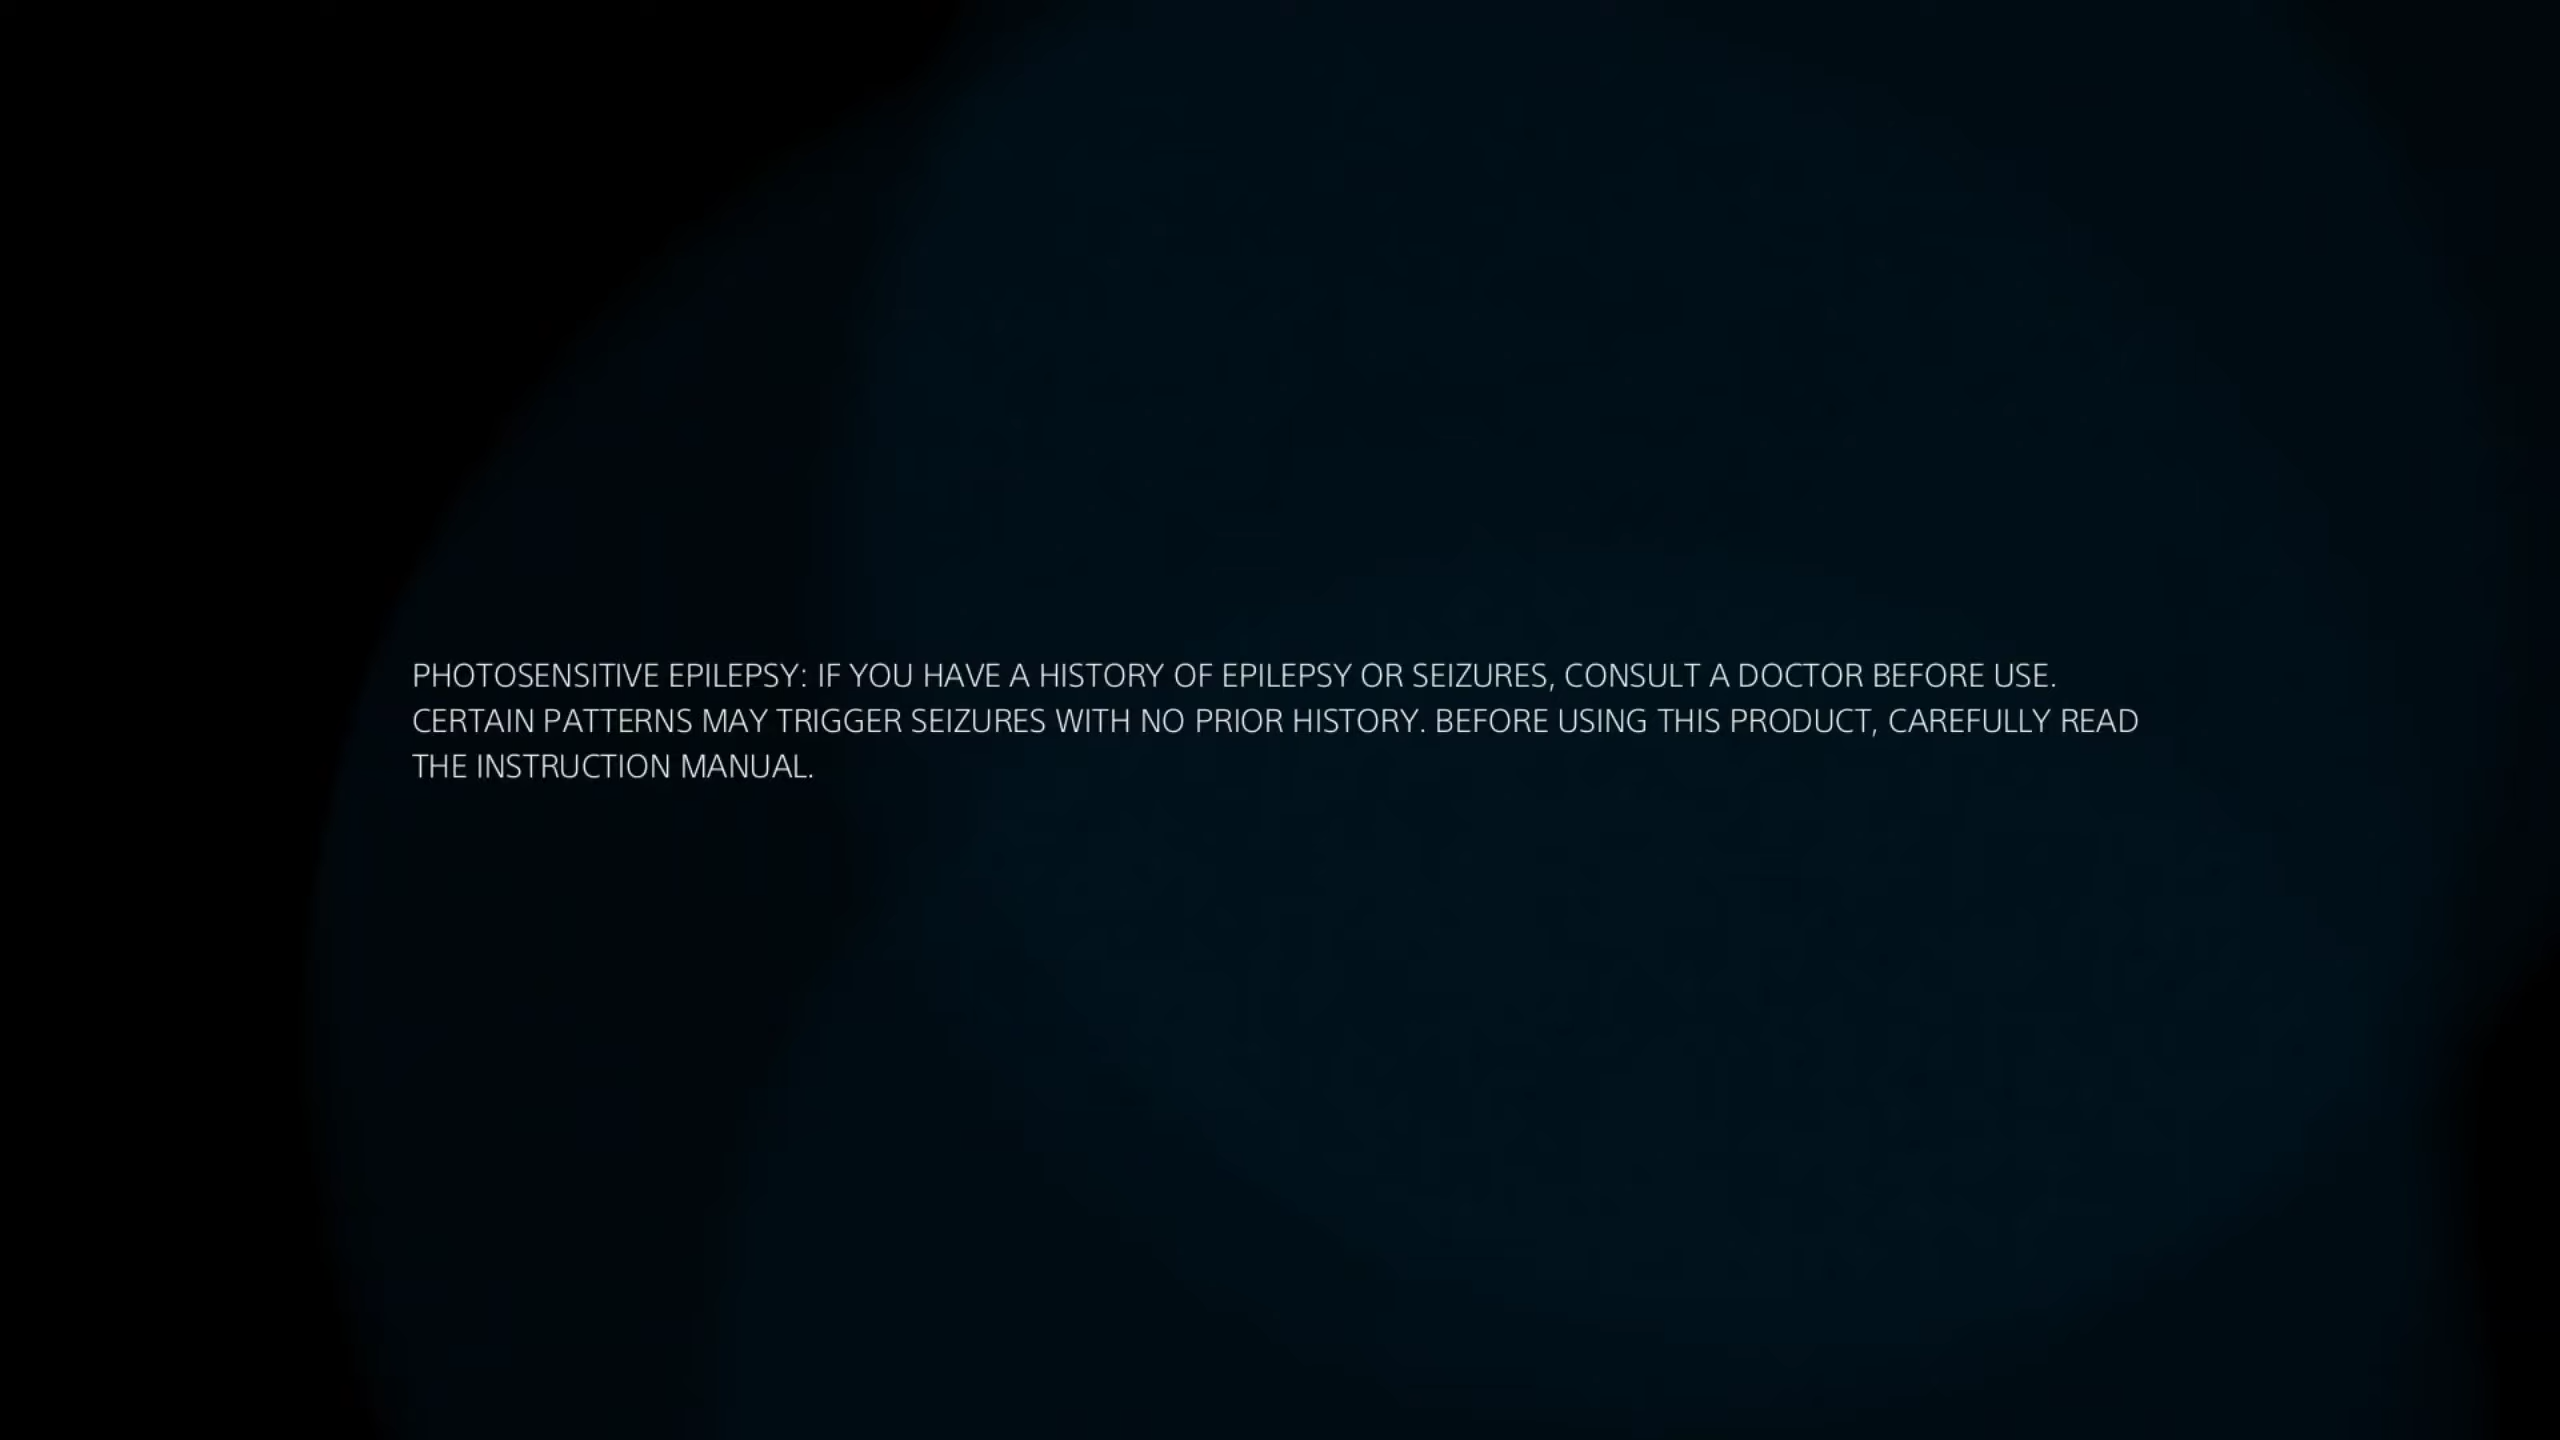 PHOTOSENSITIVE EPILEPSY: IF YOU HAVE A HISTORY OF EPILEPSY OR SEIZURES, CONSULT A DOCTOR BEFORE USE.
CERTAIN PATTERNS MAY TRIGGER SEIZURES WITH NO PRIOR HISTORY. BEFORE USING THIS PRODUCT, CAREFULLY READ
THE INSTRUCTION MANUAL.